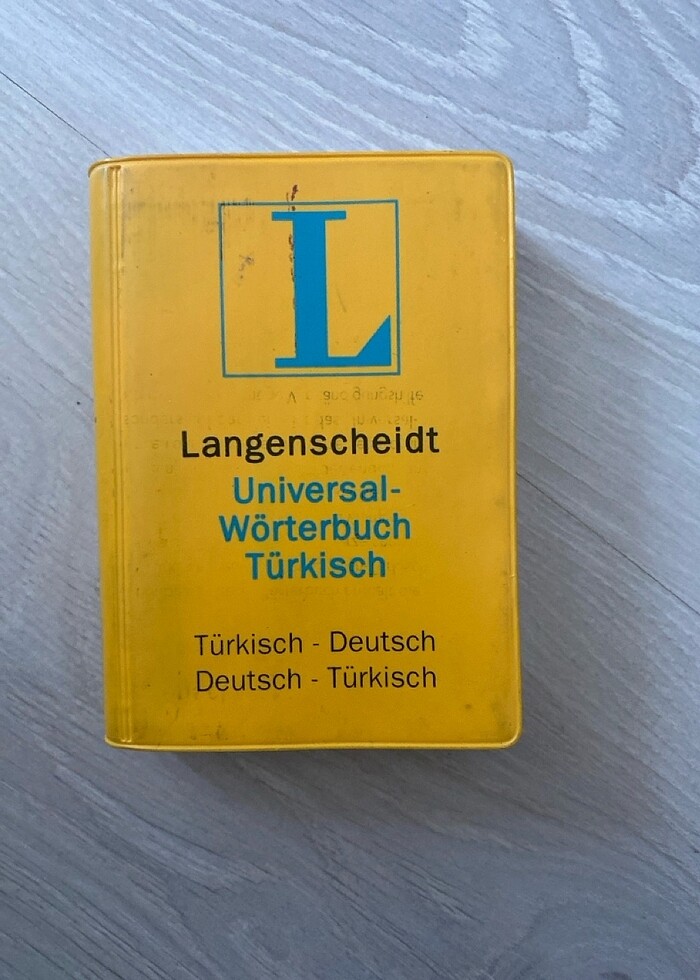 L
Langenscheidt
Universal-
Wörterbuch
Türkisch
Türkisch - Deutsch
Deutsch - Türkisch